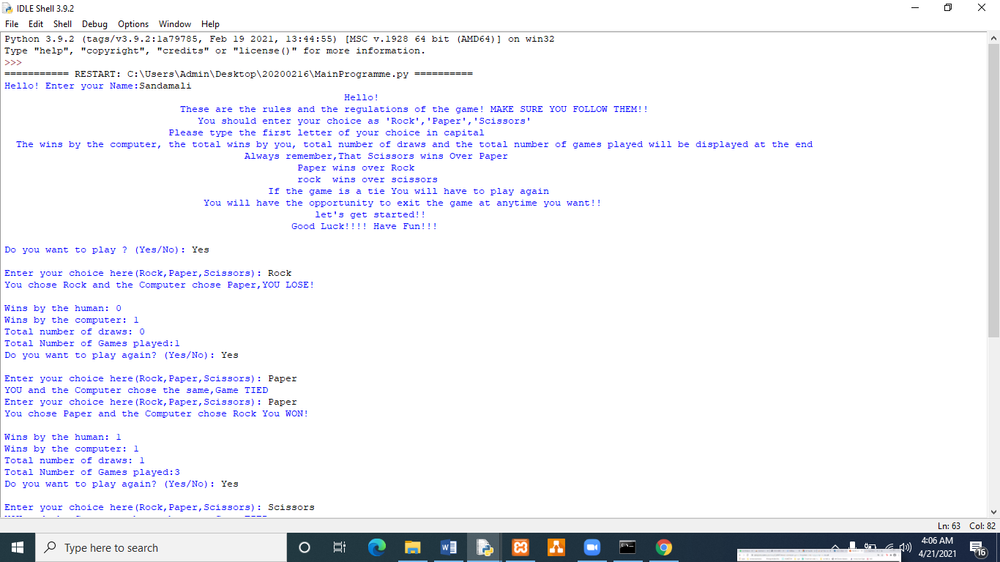 IDLE Shell 3.9.2
File Edit Shell Debug Options Window Help
Python 3.9.2 (tags/v3.9.2:1a79785, Feb 19 2021, 13:44:55) [MSC v.1928 64 bit (AMD64)] on win32
Type "help", "copyright", "credits" or "license()" for more information.
>>>
=========== RESTART: C:\Users\Admin\Desktop\20200216\MainProgramme.py ==========
Hello! Enter your Name:Sandamali
Hello!
These are the rules and the regulations of the game! MAKE SURE YOU FOLLOW THEM!!
You should enter your choice as 'Rock','Paper','Scissors'
Please type the first letter of your choice in capital
The wins by the computer, the total wins by you, total number of draws and the total number of games played will be displayed at the end
Always remember,That Scissors wins Over Paper
Paper wins over Rock
rock  wins over scissors
If the game is a tie You will have to play again
You will have the opportunity to exit the game at anytime you want!!
let's get started!!
Good Luck!!!! Have Fun!!!
Do you want to play ? (Yes/No): Yes
Enter your choice here(Rock,Paper,Scissors): Rock
You chose Rock and the Computer chose Paper,YOU LOSE!
Wins by the human: 0
Wins by the computer: 1
Total number of draws: 0
Total Number of Games played:1
Do you want to play again? (Yes/No): Yes
Enter your choice here(Rock,Paper,Scissors): Paper
YOU and the Computer chose the same,Game TIED
Enter your choice here(Rock,Paper,Scissors): Paper
You chose Paper and the Computer chose Rock You WON!
Wins by the human: 1
Wins by the computer: 1
Total number of draws: 1
Total Number of Games played:3
Do you want to play again? (Yes/No): Yes
Enter your choice here(Rock,Paper,Scissors): Scissors
Ln: 63 Col: 82
Type here to search
4:06 AM
4/21/2021
16